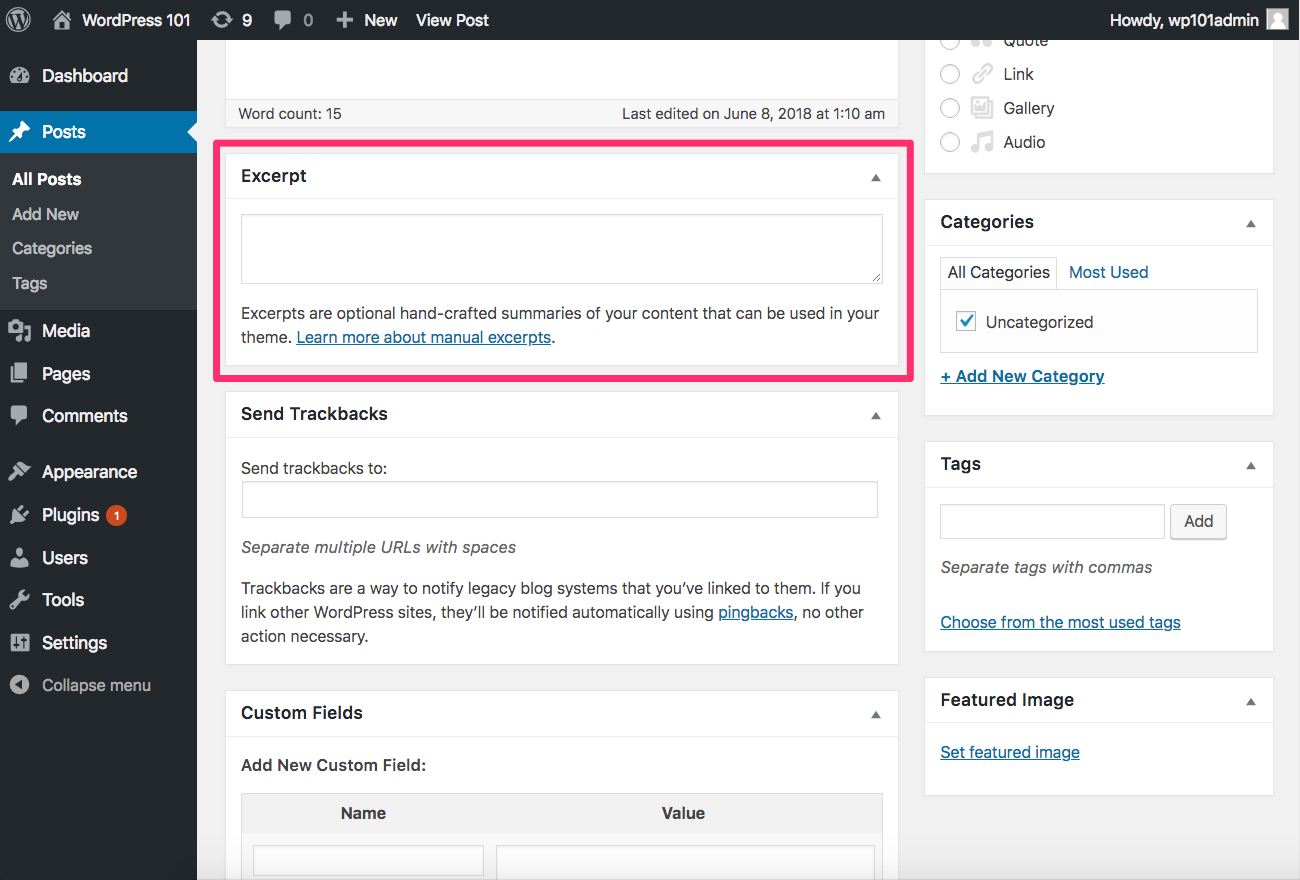 WordPress 101 9 0 New View Post Howdy, wp101admin
Dashboard
Posts
All Posts
Add New
Categories
Tags
Media
Pages
Comments
Appearance
Plugins 1
Users
Tools
Settings
Collapse menu
Word count: 15 Last edited on June 8, 2018 at 1:10 am
Excerpt
Excerpts are optional hand-crafted summaries of your content that can be used in your
theme. Learn more about manual excerpts.
Send Trackbacks
Send trackbacks to:
Separate multiple URLs with spaces
Trackbacks are a way to notify legacy blog systems that you’ve linked to them. If you
link other WordPress sites, they’ll be notified automatically using pingbacks, no other
action necessary.
Custom Fields
Add New Custom Field:
Name Value
Quote
Link
Gallery
Audio
Categories
All Categories Most Used
Uncategorized
+ Add New Category
Tags
Add
Separate tags with commas
Choose from the most used tags
Featured Image
Set featured image